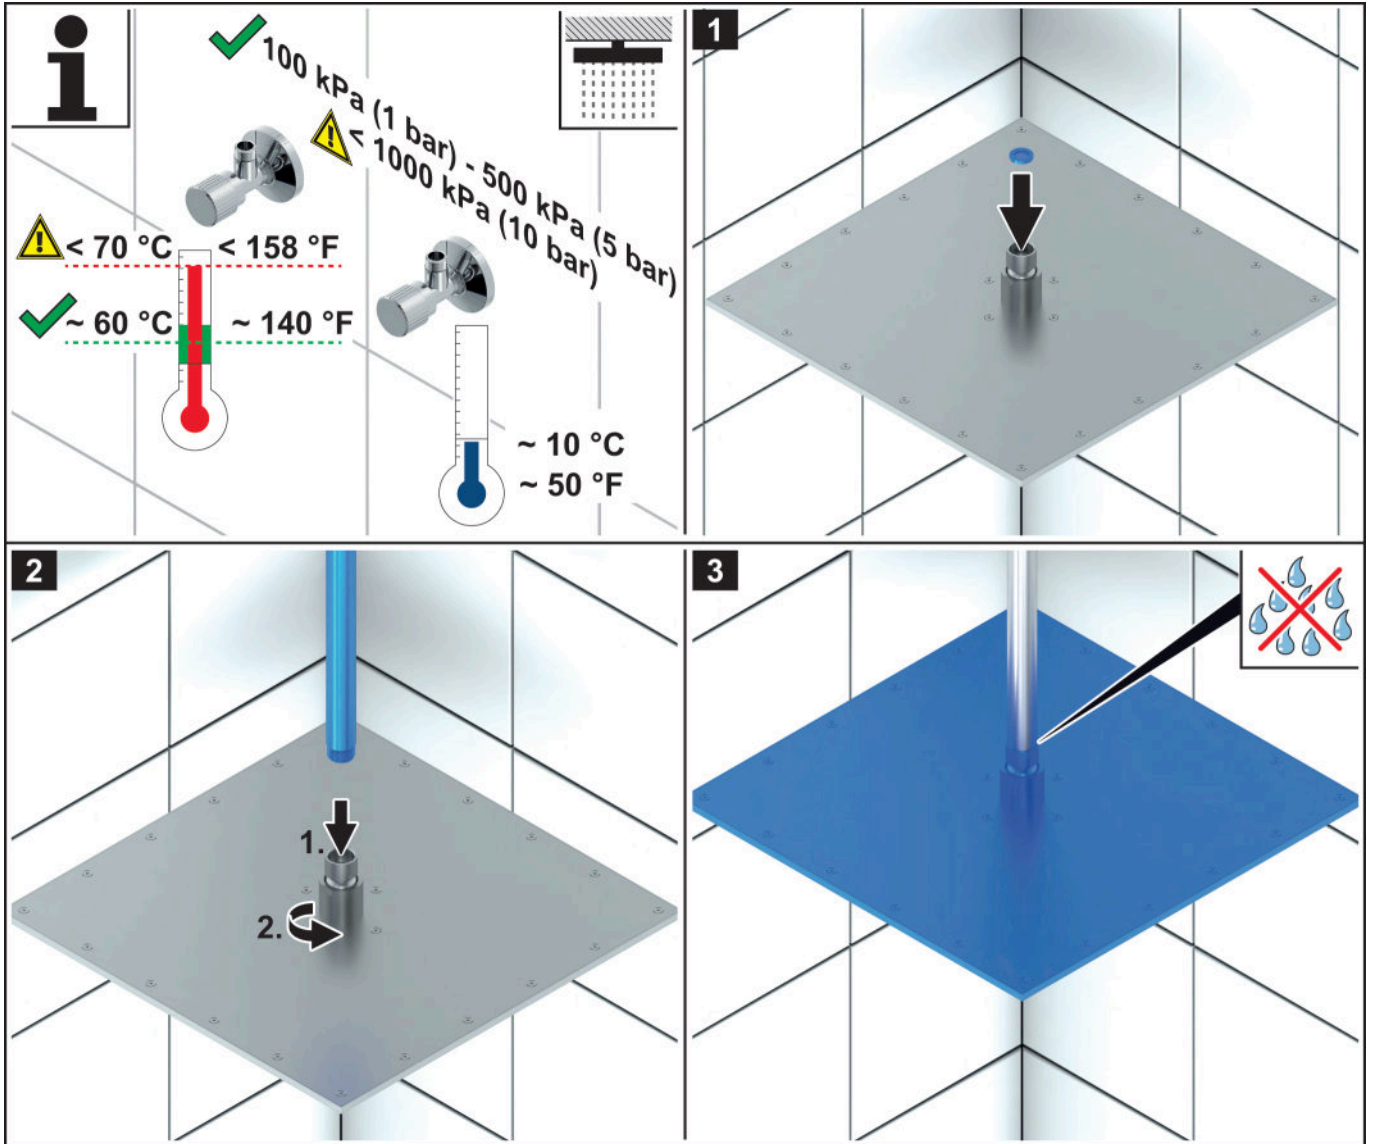 i
100 kPa (1 bar) - 500 kPa (5 bar)
< 1000 kPa (10 bar)
< 70 °C < 158 °F
~ 60 °C ~ 140 °F
~ 10 °C
~ 50 °F
1
2
1.
2.
3